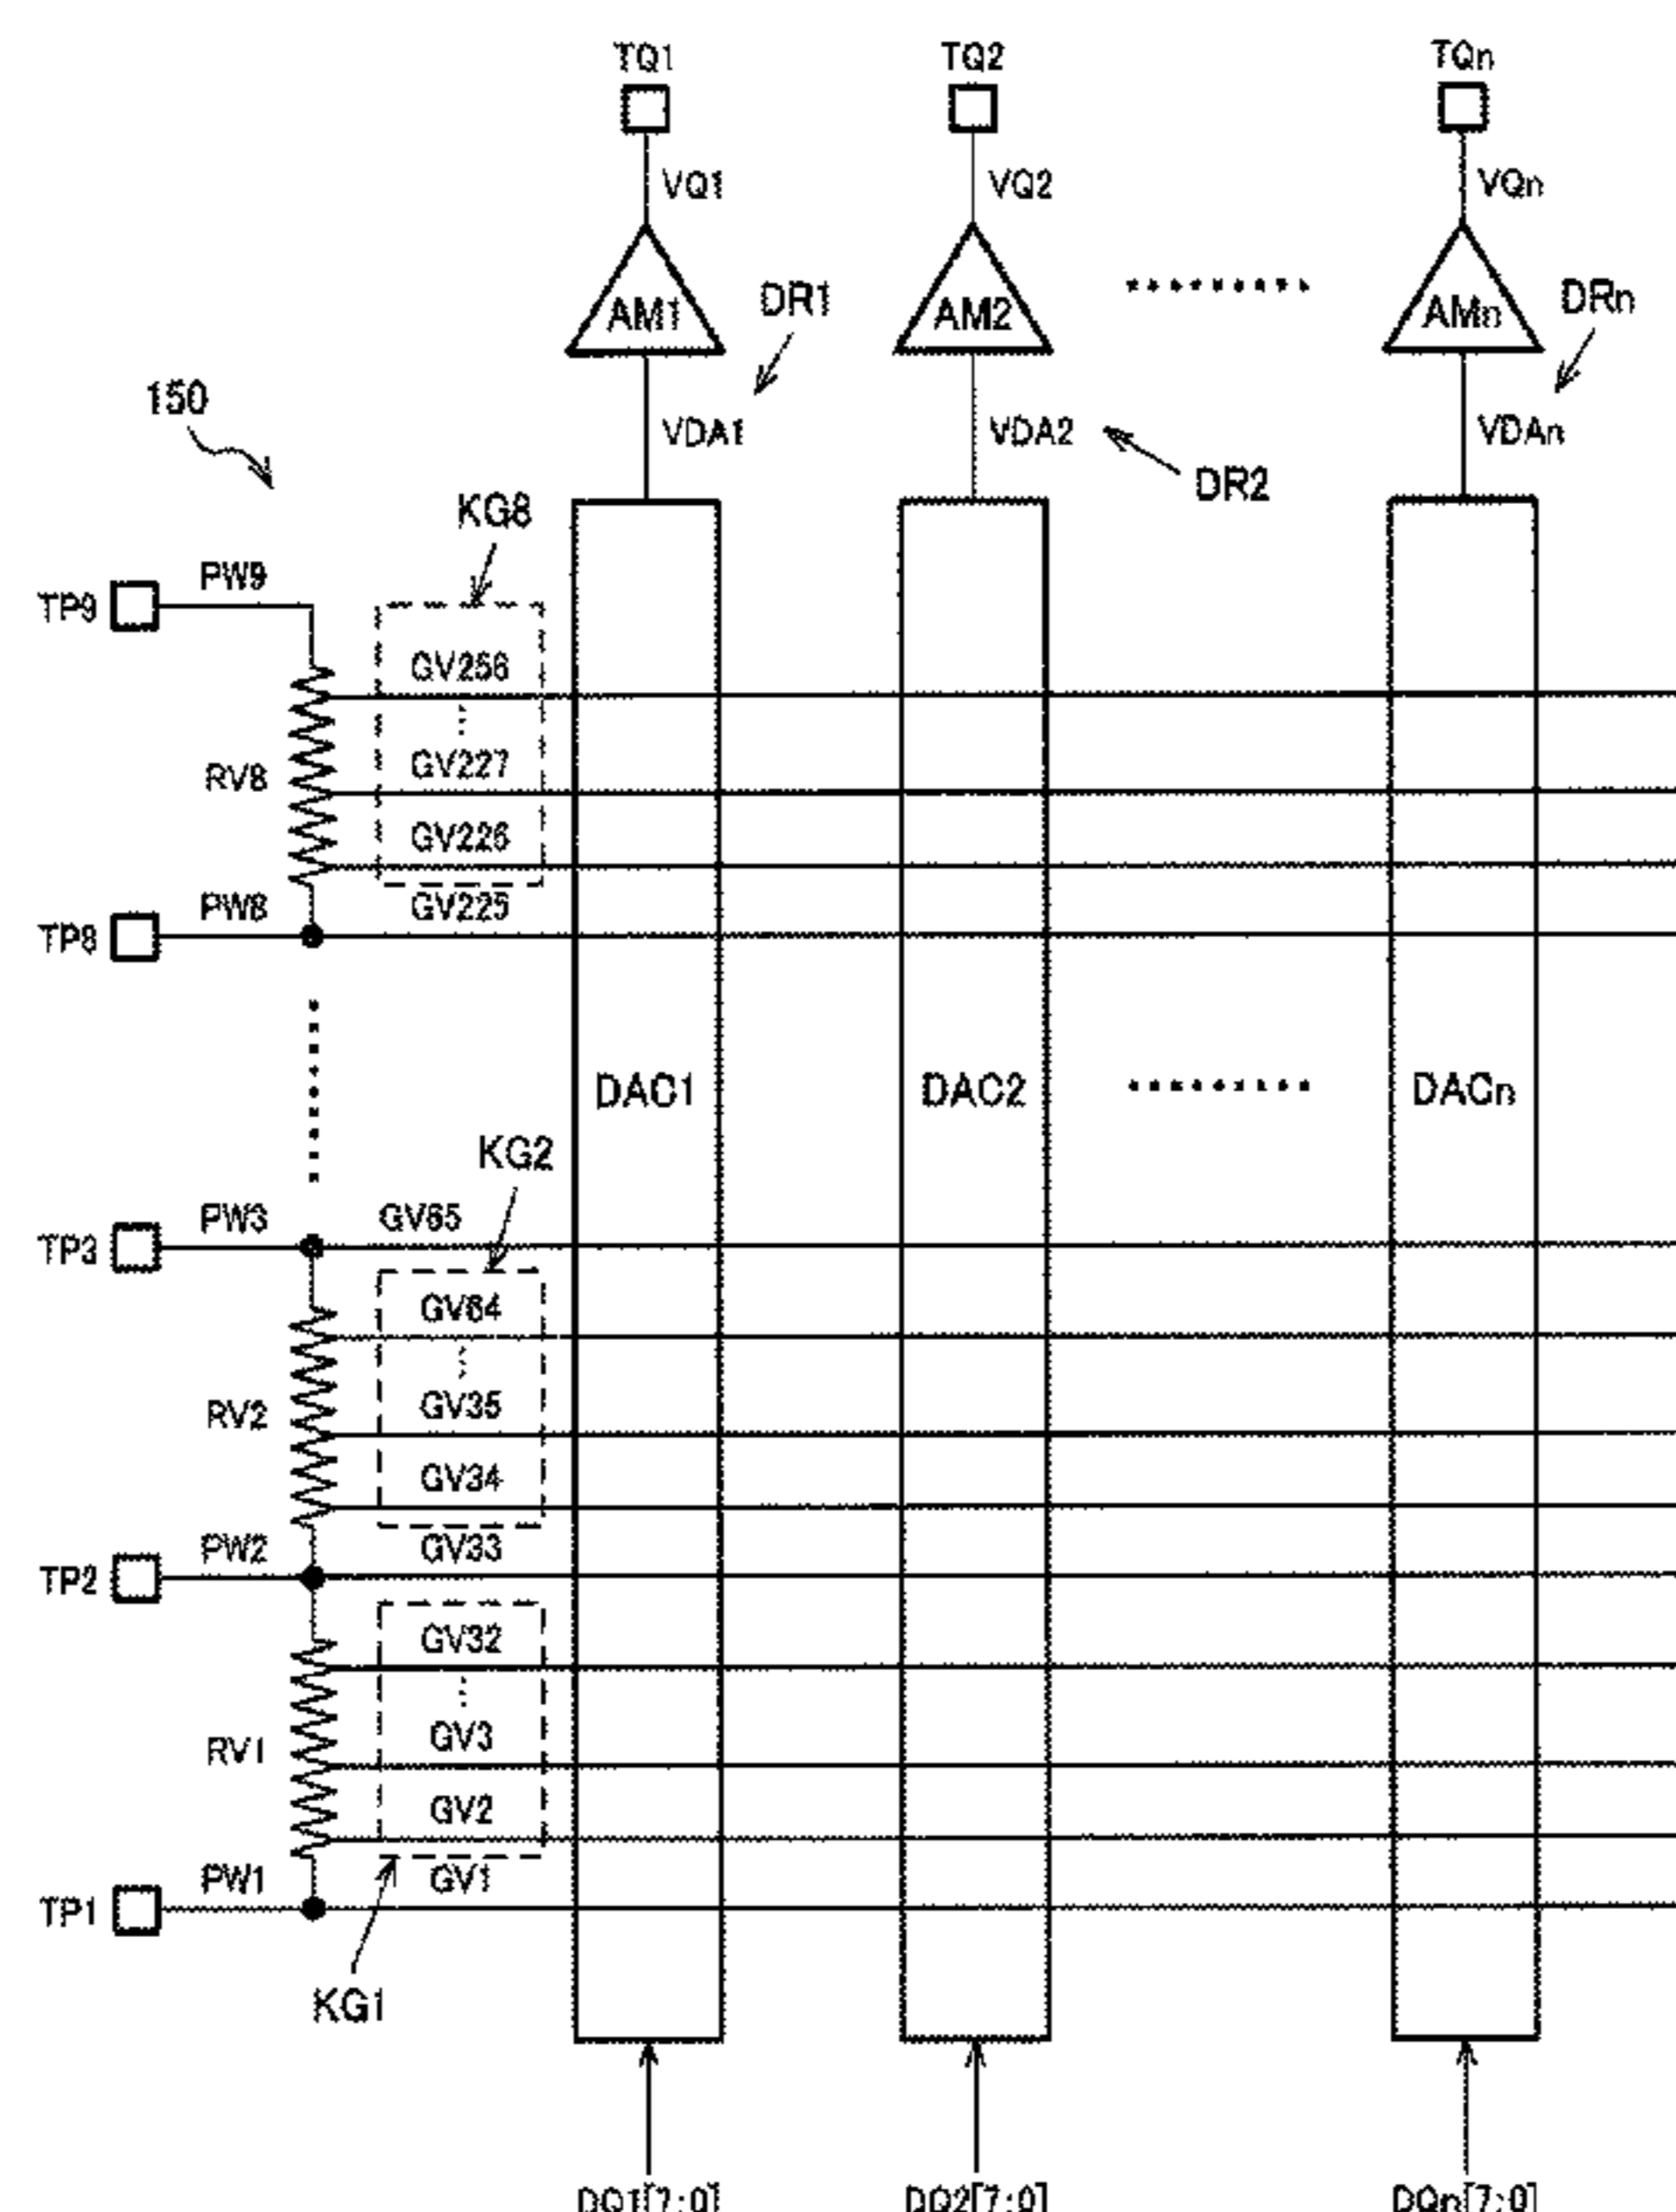 TQ1 TQ2 TQn
VQ1 VQ2 VQn
AM1 DR1 AM2 ......... AMn DRn
150 VDA1 VDA2 VDAn
KG8 DR2
TP9 PW9
GV256
RV8 GV227
GV226
TP8 PW8 GV225
DAC1 DAC2 ......... DACn
KG2
TP3 PW3 GV65
GV64
RV2 GV35
GV34
TP2 PW2 GV33
GV32
RV1 GV3
GV2
TP1 PW1 GV1
KG1
DQ1[7:0] DQ2[7:0] DQn[7:0]